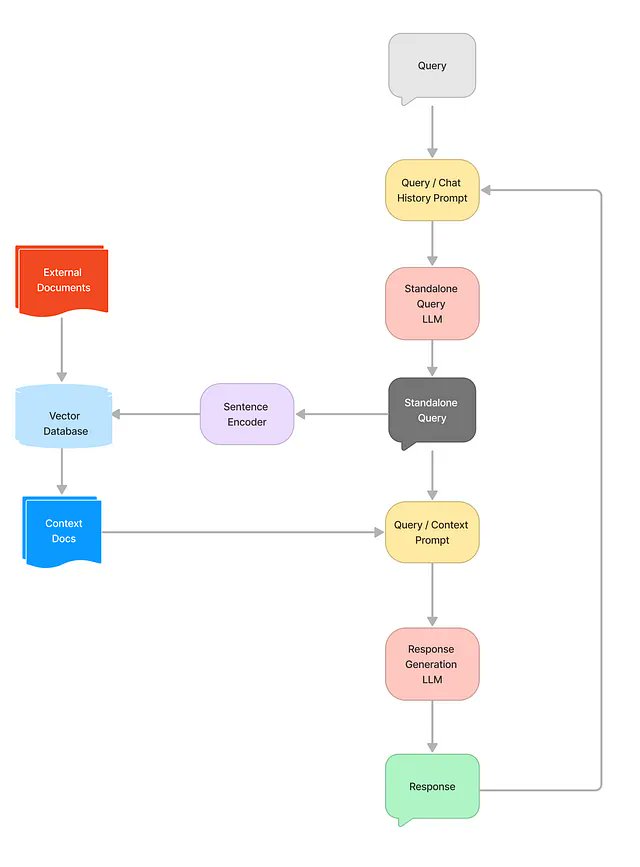 Query
Query / Chat
History Prompt
External
Documents
Standalone
Query
LLM
Vector
Database
Sentence
Encoder
Standalone
Query
Context
Docs
Query / Context
Prompt
Response
Generation
LLM
Response